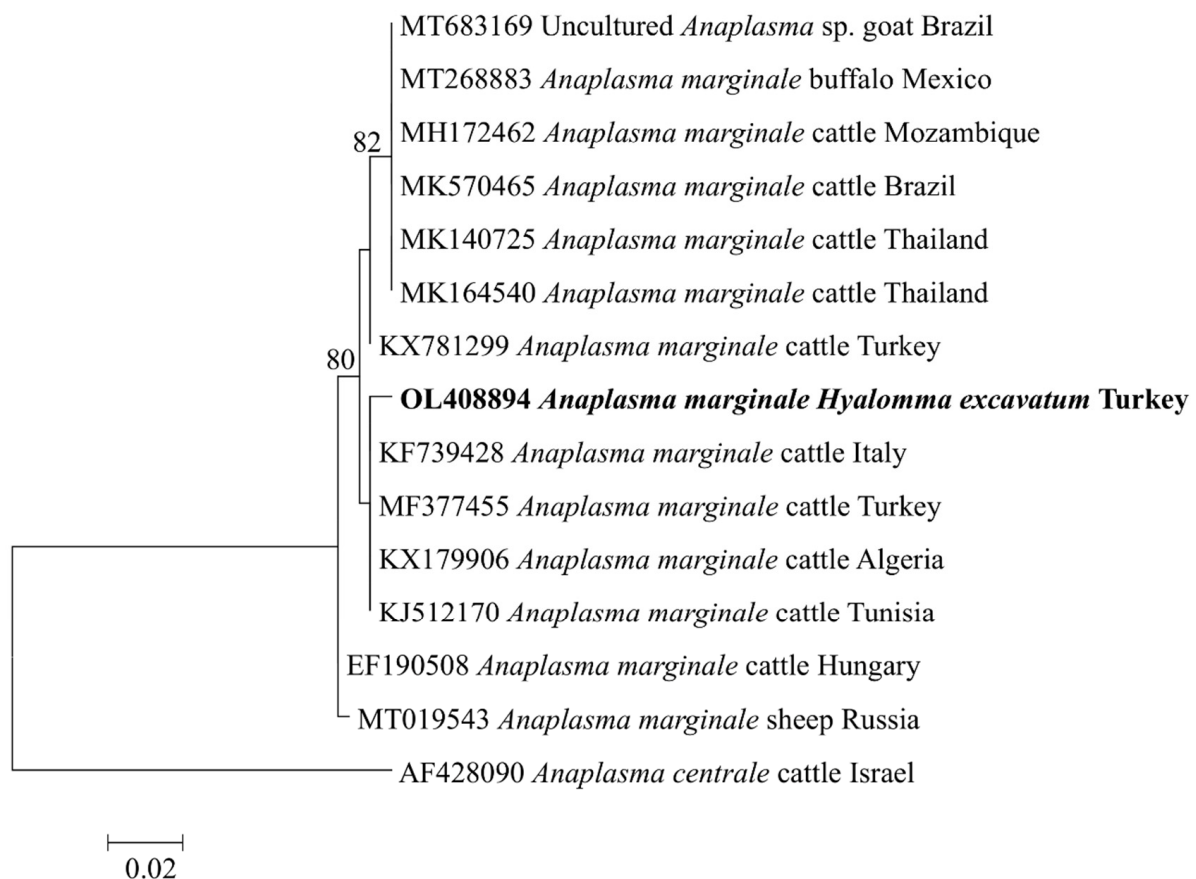 MT683169 Uncultured Anaplasma sp. goat Brazil
MT268883 Anaplasma marginale buffalo Mexico
82
MH172462 Anaplasma marginale cattle Mozambique
MK570465 Anaplasma marginale cattle Brazil
MK140725 Anaplasma marginale cattle Thailand
MK164540 Anaplasma marginale cattle Thailand
KX781299 Anaplasma marginale cattle Turkey
80
OL408894 Anaplasma marginale Hyalomma excavatum Turkey
KF739428 Anaplasma marginale cattle Italy
MF377455 Anaplasma marginale cattle Turkey
KX179906 Anaplasma marginale cattle Algeria
KJ512170 Anaplasma marginale cattle Tunisia
EF190508 Anaplasma marginale cattle Hungary
MT019543 Anaplasma marginale sheep Russia
AF428090 Anaplasma centrale cattle Israel
0.02